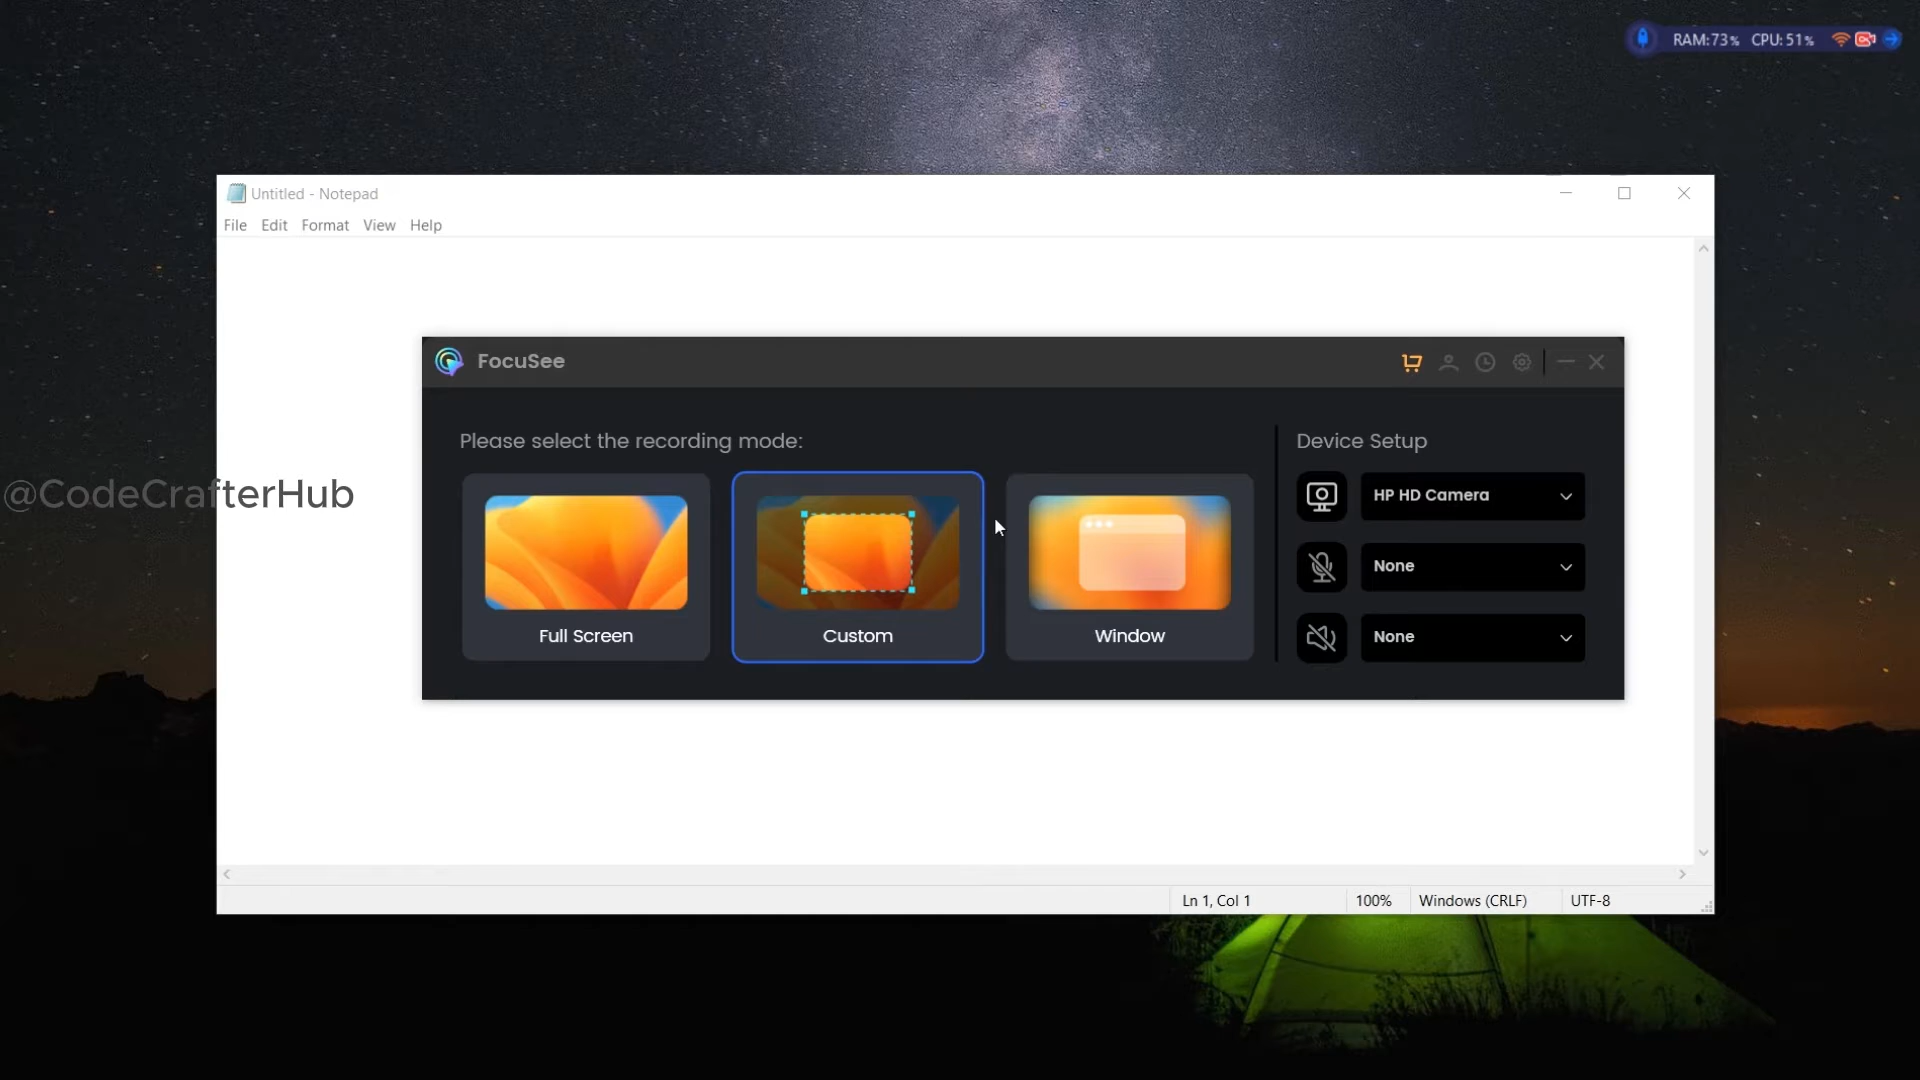 RAM:73% CPU: 51%
Untitled - Notepad
File Edit Format View Help
FocuSee
Please select the recording mode:
Device Setup
@CodeCrafterHub
HP HD Camera
None
Full Screen
Custom
Window
None
Ln 1, Col 1
100%
Windows (CRLF)
UTF-8